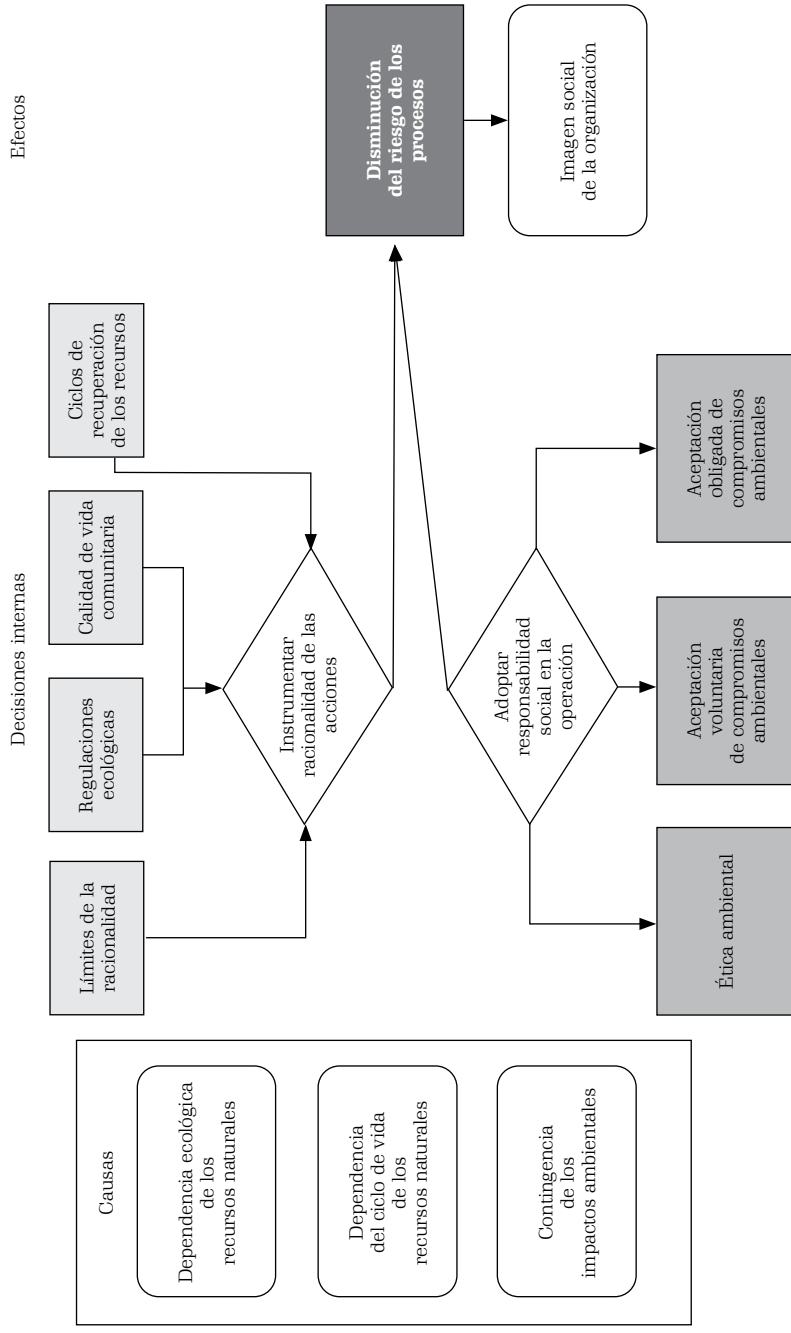 Causas
Dependencia ecológica
de los
recursos naturales
Dependencia
del ciclo de vida
de los
recursos naturales
Contingencia
de los
impactos ambientales
Decisiones internas
Límites de la
racionalidad
Regulaciones
ecológicas
Calidad de vida
comunitaria
Ciclos de
recuperación
de los recursos
Instrumentar
racionalidad de las
acciones
Adoptar
responsabilidad
social en la
operación
Ética ambiental
Aceptación
voluntaria
de compromisos
ambientales
Aceptación
obligada de
compromisos
ambientales
Efectos
Disminución
del riesgo de los
procesos
Imagen social
de la organización